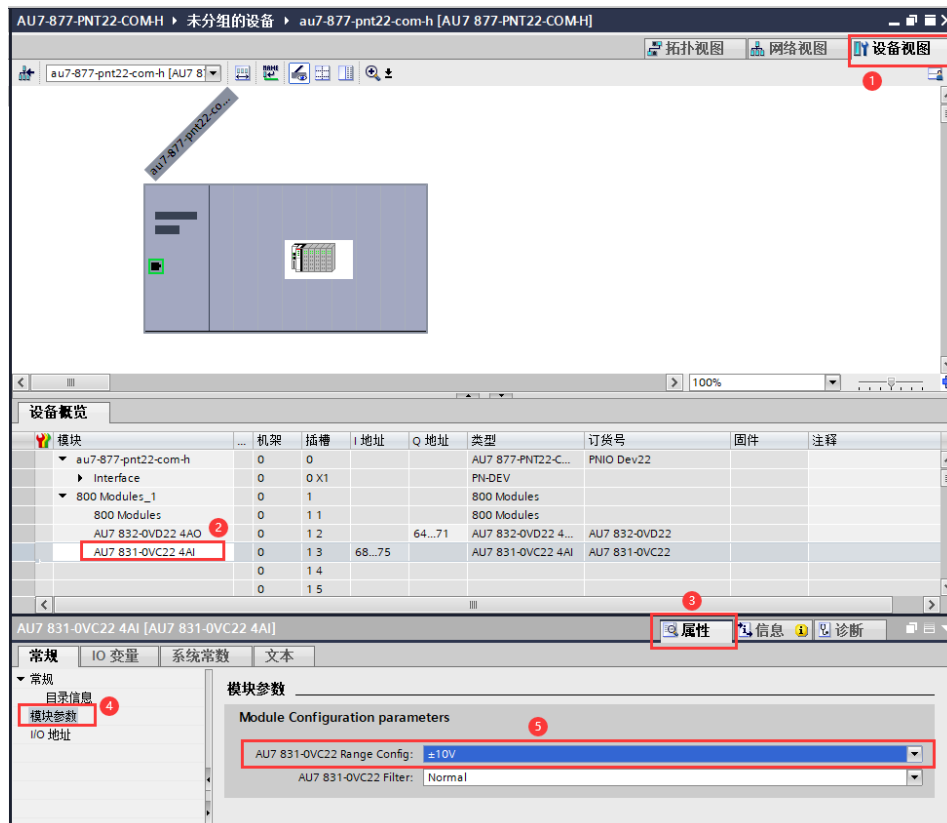 AU7-877-PNT22-COM-H ▸ 未分组的设备 ▸ au7-877-pnt22-com-h [AU7 877-PNT22-COM-H]
拓扑视图 网络视图 设备视图
1
au7-877-pnt22-com-h [AU7 8
au7-877-pnt22-co...
100%
设备概览
模块 ... 机架 插槽 I 地址 Q 地址 类型 订货号 固件 注释
au7-877-pnt22-com-h 0 0 AU7 877-PNT22-C... PNIO Dev22
Interface 0 0 X1 PN-DEV
800 Modules_1 0 1 800 Modules
800 Modules 0 1 1 800 Modules
AU7 832-0VD22 4AO 0 1 2 64...71 AU7 832-0VD22 4... AU7 832-0VD22
2
AU7 831-0VC22 4AI 0 1 3 68...75 AU7 831-0VC22 4AI AU7 831-0VC22
0 1 4
0 1 5
3
AU7 831-0VC22 4AI [AU7 831-0VC22 4AI] 属性 信息 诊断
常规 IO 变量 系统常数 文本
常规
目录信息
4
模块参数
I/O 地址
模块参数
Module Configuration parameters
5
AU7 831-0VC22 Range Config: ±10V
AU7 831-0VC22 Filter: Normal